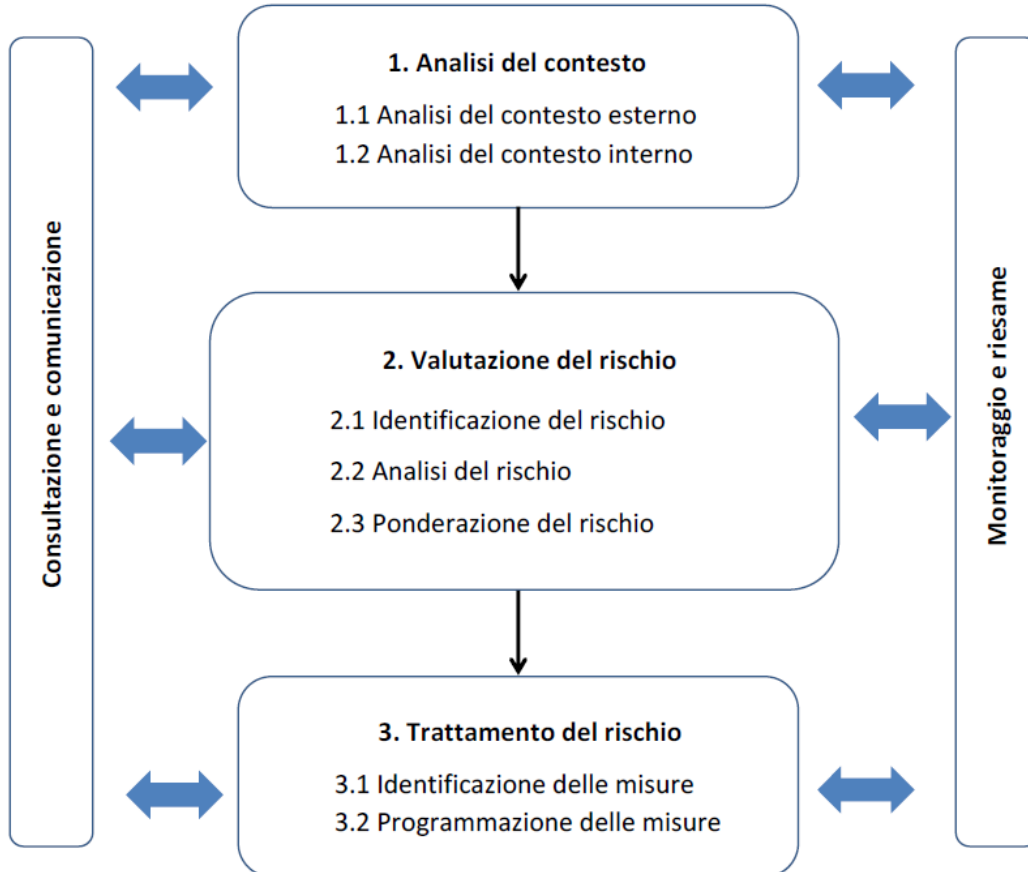 Consultazione e comunicazione
1. Analisi del contesto
1.1 Analisi del contesto esterno
1.2 Analisi del contesto interno
2. Valutazione del rischio
2.1 Identificazione del rischio
2.2 Analisi del rischio
2.3 Ponderazione del rischio
3. Trattamento del rischio
3.1 Identificazione delle misure
3.2 Programmazione delle misure
Monitoraggio e riesame